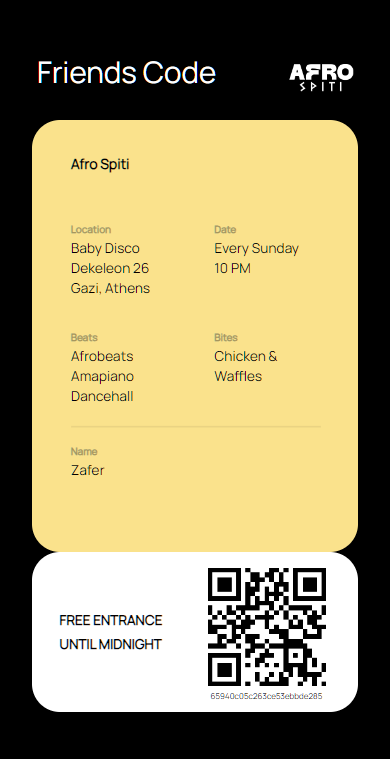 Friends Code
AFRO
SPITI
Afro Spiti
Location
Baby Disco
Dekeleon 26
Gazi, Athens
Date
Every Sunday
10 PM
Beats
Afrobeats
Amapiano
Dancehall
Bites
Chicken &
Waffles
Name
Zafer
FREE ENTRANCE
UNTIL MIDNIGHT
65940c05c263ce53ebbde285